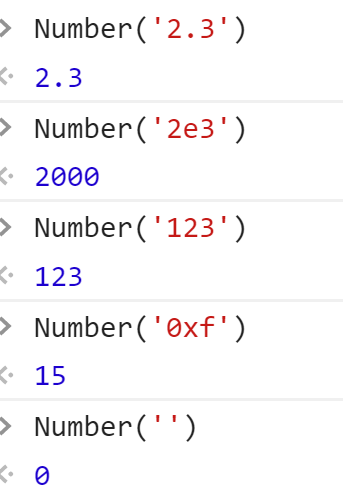 > Number('2.3')
2.3
> Number('2e3')
2000
> Number('123')
123
> Number('0xf')
15
> Number('')
0